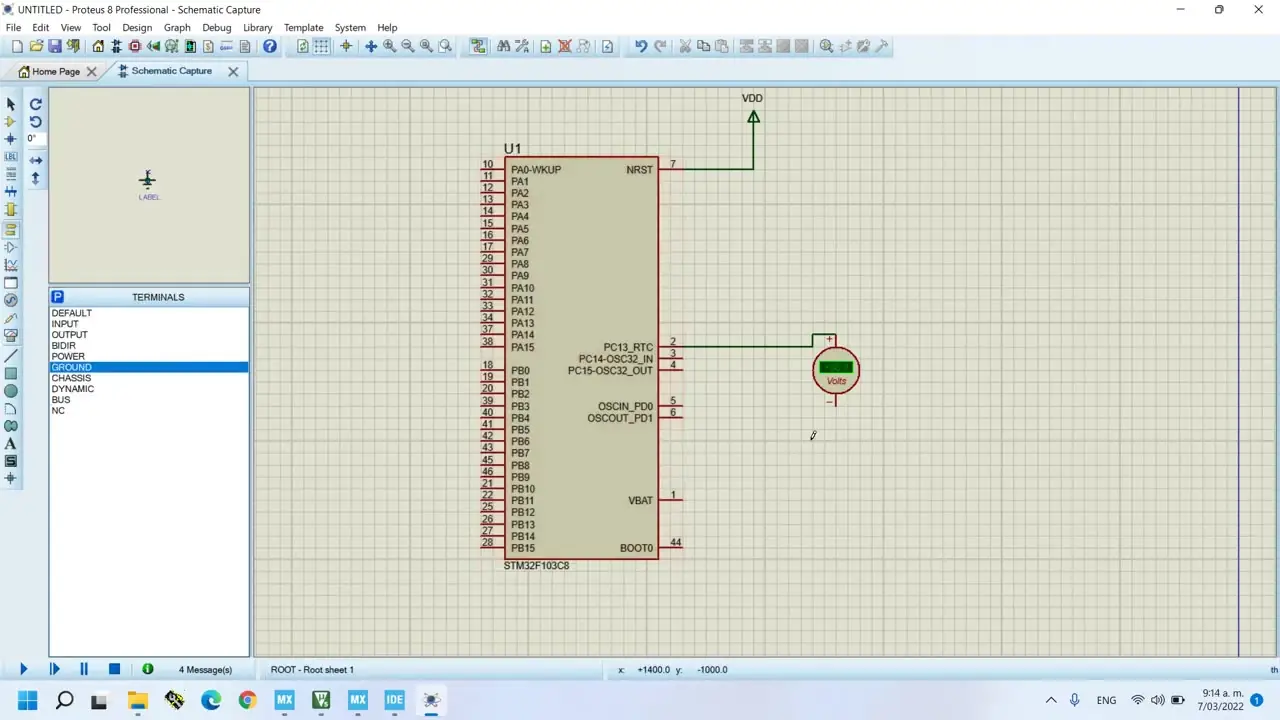 UNTITLED - Proteus 8 Professional - Schematic Capture
File Edit View Tool Design Graph Debug Library Template System Help
Home Page
Schematic Capture
0°
LBL
LABEL
P TERMINALS
DEFAULT
INPUT
OUTPUT
BIDIR
POWER
GROUND
CHASSIS
DYNAMIC
BUS
NC
A
VDD
U1
10 PA0-WKUP NRST 7
11 PA1
12 PA2
13 PA3
14 PA4
15 PA5
16 PA6
17 PA7
29 PA8
30 PA9
31 PA10
32 PA11
33 PA12
34 PA13
37 PA14
38 PA15 PC13_RTC 2
PC14-OSC32_IN 3
18 PB0 PC15-OSC32_OUT 4
19 PB1
20 PB2
39 PB3 OSCIN_PD0 5
40 PB4 OSCOUT_PD1 6
41 PB5
42 PB6
43 PB7
45 PB8
46 PB9
21 PB10
22 PB11 VBAT 1
25 PB12
26 PB13
27 PB14
28 PB15 BOOT0 44
STM32F103C8
+
Volts
−
4 Message(s) ROOT - Root sheet 1 x: +1400.0 y: -1000.0 th
MX MX IDE
ENG
9:14 a. m.
7/03/2022
1